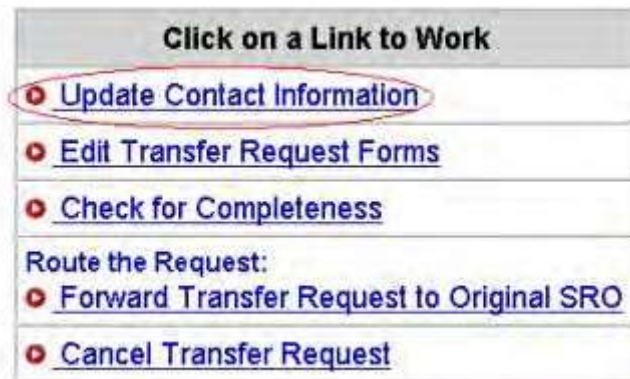 Click on a Link to Work
Update Contact Information
Edit Transfer Request Forms
Check for Completeness
Route the Request:
Forward Transfer Request to Original SRO
Cancel Transfer Request